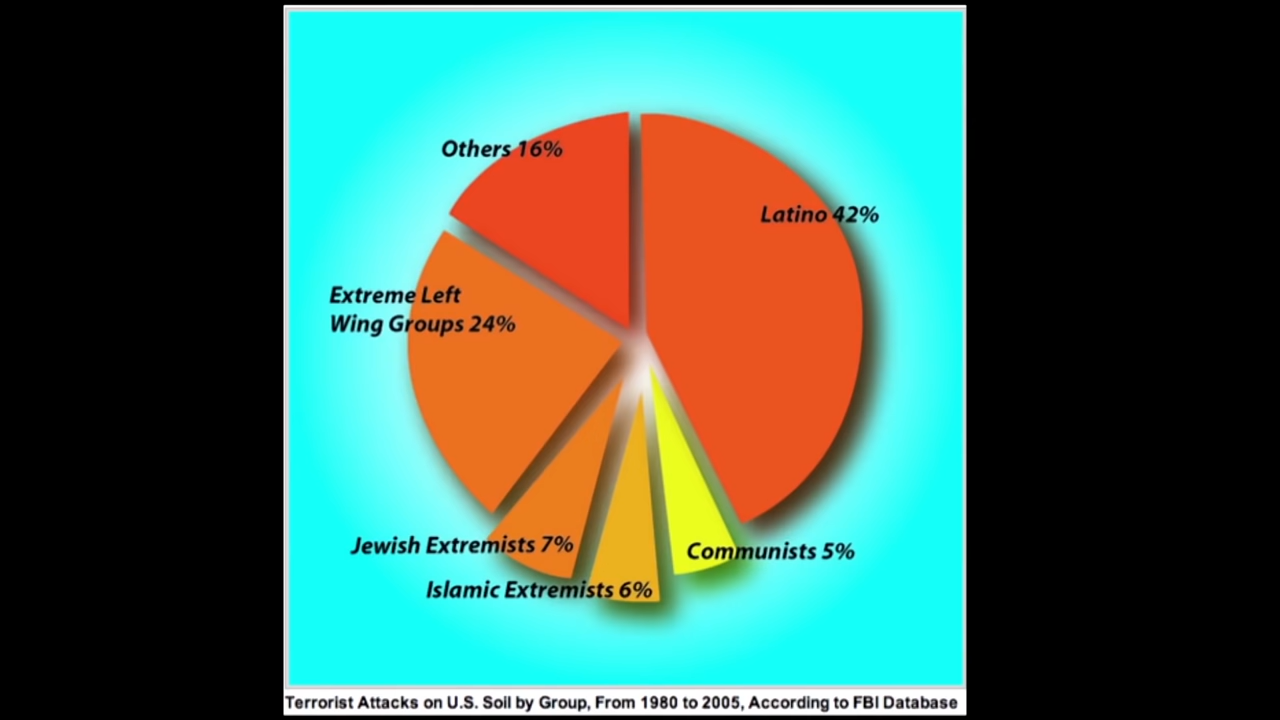 Others 16%
Latino 42%
Extreme Left
Wing Groups 24%
Jewish Extremists 7%
Communists 5%
Islamic Extremists 6%
Terrorist Attacks on U.S. Soil by Group, From 1980 to 2005, According to FBI Database